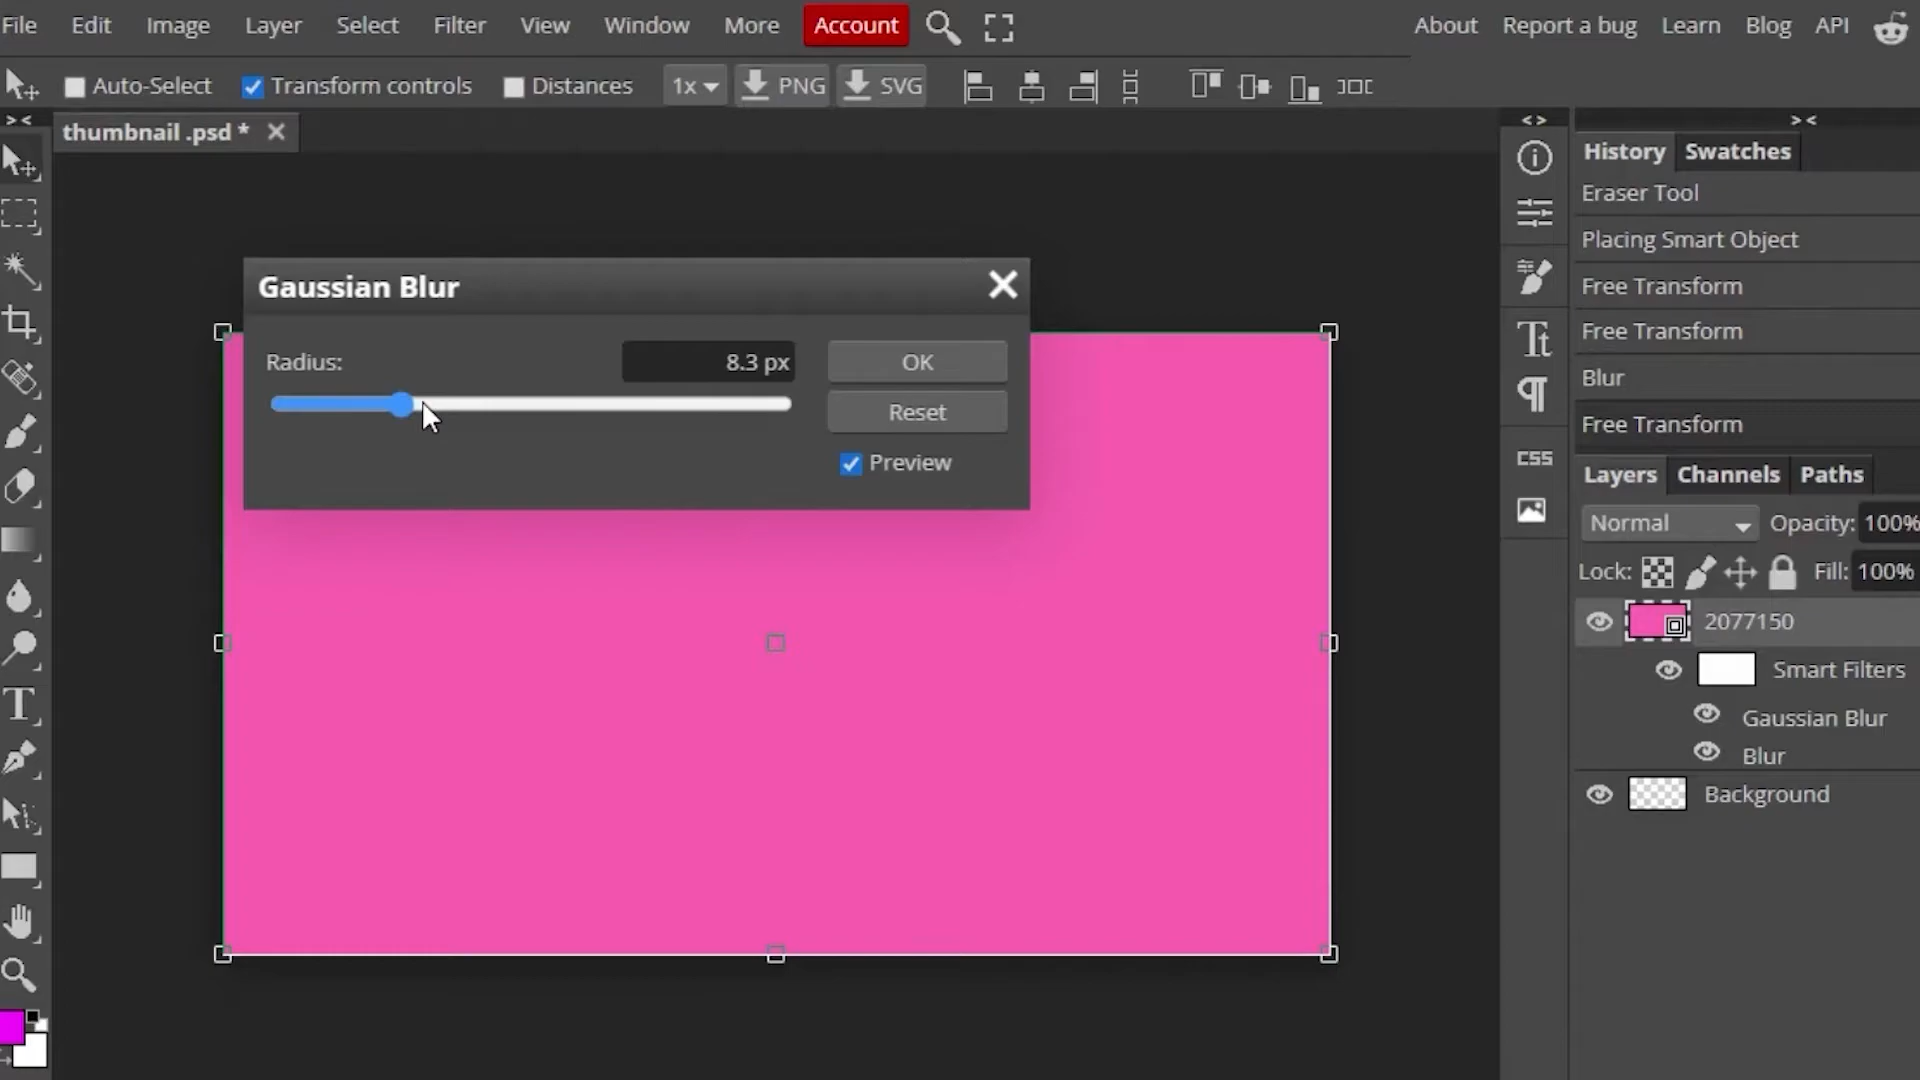 File Edit Image Layer Select Filter View Window More Account About Report a bug Learn Blog API
Auto-Select Transform controls Distances 1x PNG SVG
thumbnail .psd *
History Swatches
Eraser Tool
Placing Smart Object
Free Transform
Free Transform
Blur
Free Transform
Gaussian Blur
Radius: 8.3 px OK
Reset
Preview
CSS
Layers Channels Paths
Normal Opacity: 100%
Lock: Fill: 100%
2077150
Smart Filters
Gaussian Blur
Blur
Background